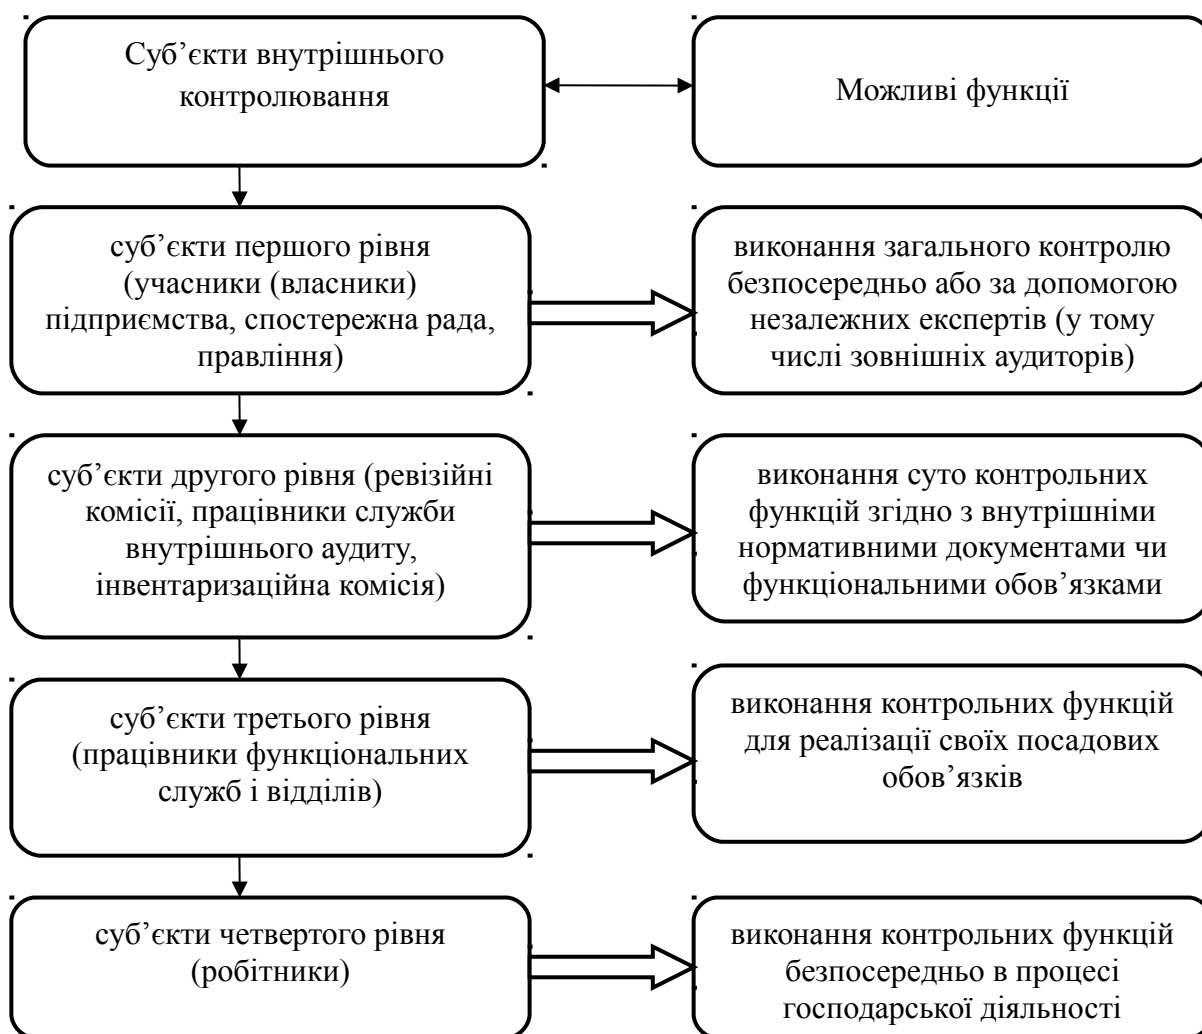 Суб’єкти внутрішнього
контролювання
Можливі функції
суб’єкти першого рівня
(учасники (власники)
підприємства, спостережна рада,
правління)
виконання загального контролю
безпосередньо або за допомогою
незалежних експертів (у тому
числі зовнішніх аудиторів)
суб’єкти другого рівня (ревізійні
комісії, працівники служби
внутрішнього аудиту,
інвентаризаційна комісія)
виконання суто контрольних
функцій згідно з внутрішніми
нормативними документами чи
функціональними обов’язками
суб’єкти третього рівня
(працівники функціональних
служб і відділів)
виконання контрольних функцій
для реалізації своїх посадових
обов’язків
суб’єкти четвертого рівня
(робітники)
виконання контрольних функцій
безпосередньо в процесі
господарської діяльності